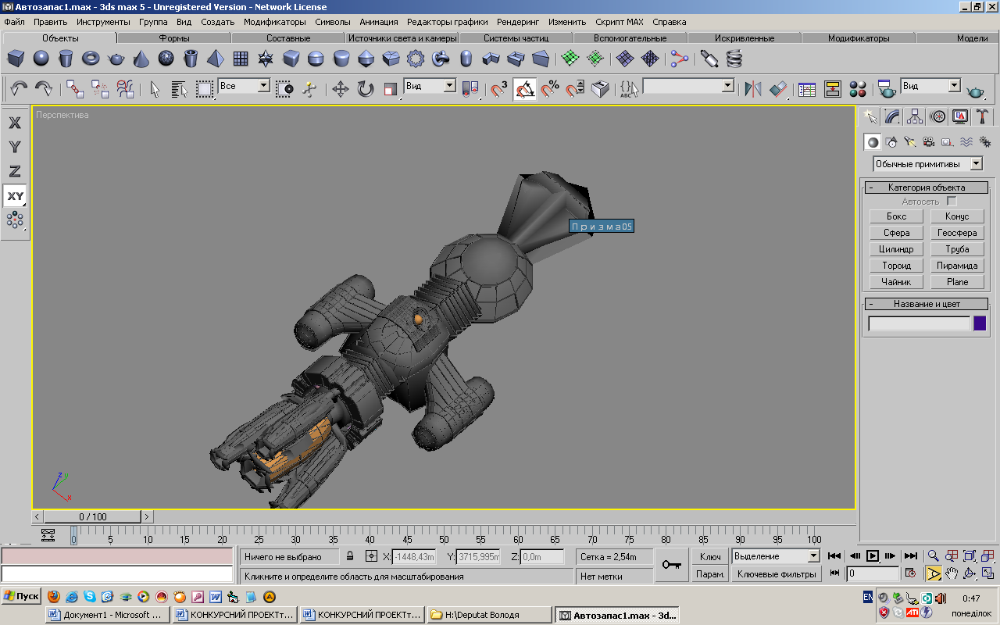 Автозапас1.max - 3ds max 5 - Unregistered Version - Network License
Файл Править Инструменты Группа Вид Создать Модификаторы Символы Анимация Редакторы графики Рендеринг Изменить Скрипт MAX Справка
Объекты Формы Составные Источники света и камеры Системы частиц Вспомогательные Искривленные Модификаторы Модели
Все Вид 3 % ABC Вид
X
Y
Z
XY
Перспектива
Призма05
z y x
Обычные примитивы
- Категория объекта
Автосеть
Бокс Конус
Сфера Геосфера
Цилиндр Труба
Тороид Пирамида
Чайник Plane
- Название и цвет
< 0 / 100 >
0 5 10 15 20 25 30 35 40 45 50 55 60 65 70 75 80 85 90 95 100
Ничего не выбрано X: -1448,43m Y: 3715,995m Z: 0,0m Сетка = 2,54m Ключ Выделение
Кликните и определите область для масштабирования Нет метки Парам. Ключевые фильтры 0
Пуск EN 0:47
Документ1 - Microsoft ... КОНКУРСНИЙ ПРОЕКТт... КОНКУРСНИЙ ПРОЕКТт... H:\Deputat Володя Автозапас1.max - 3d... ATI понеділок